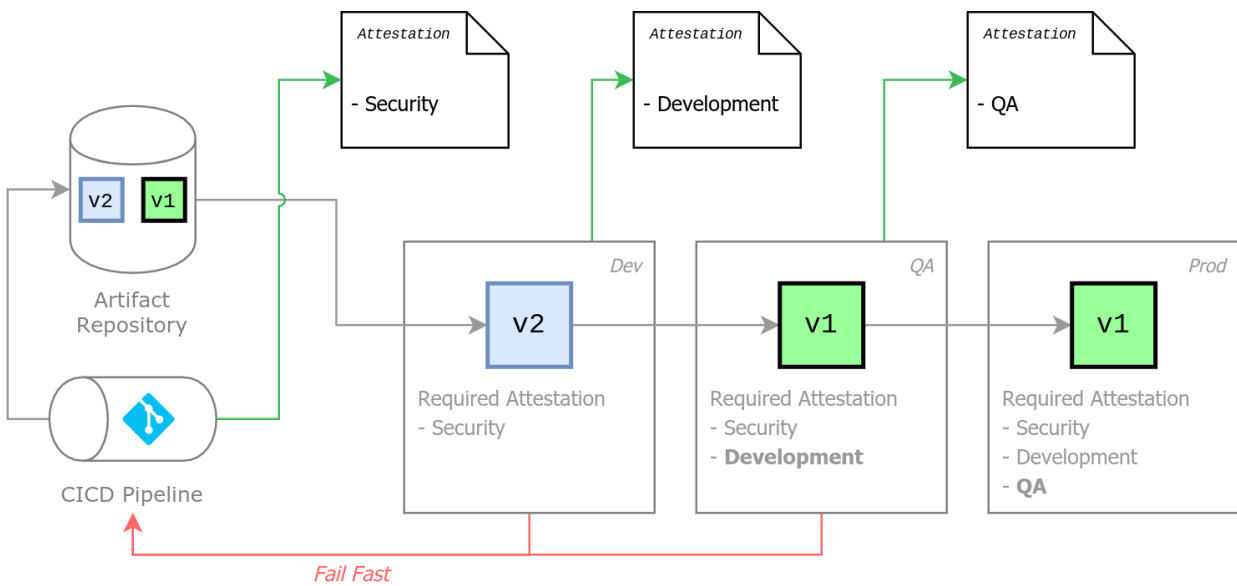 Attestation
- Security
Attestation
- Development
Attestation
- QA
v2
v1
Artifact
Repository
CICD Pipeline
Dev
v2
Required Attestation
- Security
QA
v1
Required Attestation
- Security
- Development
Prod
v1
Required Attestation
- Security
- Development
- QA
Fail Fast